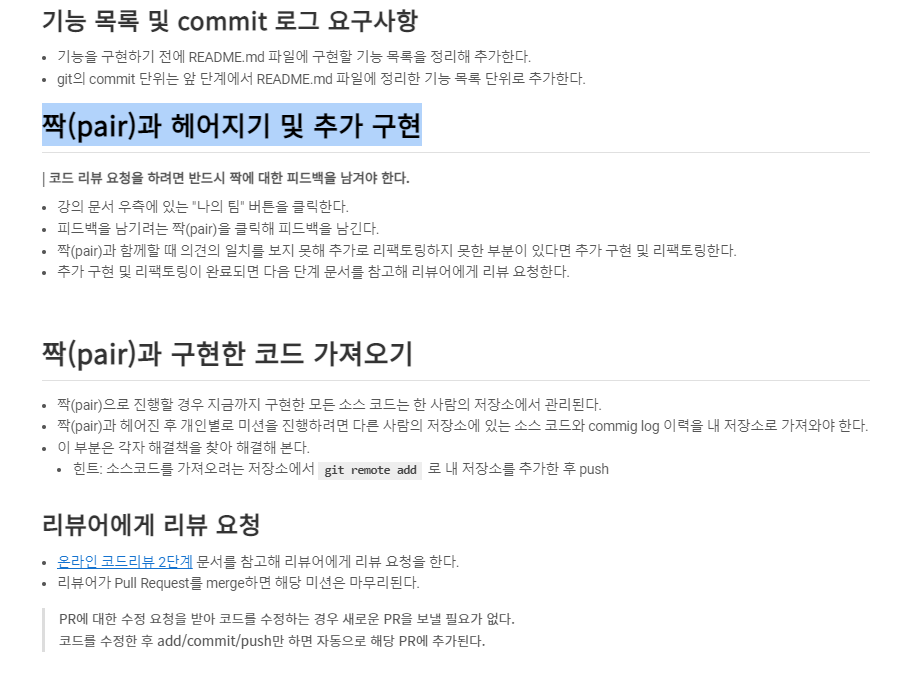 기능 목록 및 commit 로그 요구사항
기능을 구현하기 전에 README.md 파일에 구현할 기능 목록을 정리해 추가한다.
git의 commit 단위는 앞 단계에서 README.md 파일에 정리한 기능 목록 단위로 추가한다.
짝(pair)과 헤어지기 및 추가 구현
| 코드 리뷰 요청을 하려면 반드시 짝에 대한 피드백을 남겨야 한다.
강의 문서 우측에 있는 "나의 팀" 버튼을 클릭한다.
피드백을 남기려는 짝(pair)을 클릭해 피드백을 남긴다.
짝(pair)과 함께할 때 의견의 일치를 보지 못해 추가로 리팩토링하지 못한 부분이 있다면 추가 구현 및 리팩토링한다.
추가 구현 및 리팩토링이 완료되면 다음 단계 문서를 참고해 리뷰어에게 리뷰 요청한다.
짝(pair)과 구현한 코드 가져오기
짝(pair)으로 진행할 경우 지금까지 구현한 모든 소스 코드는 한 사람의 저장소에서 관리된다.
짝(pair)과 헤어진 후 개인별로 미션을 진행하려면 다른 사람의 저장소에 있는 소스 코드와 commig log 이력을 내 저장소로 가져와야 한다.
이 부분은 각자 해결책을 찾아 해결해 본다.
힌트: 소스코드를 가져오려는 저장소에서 git remote add 로 내 저장소를 추가한 후 push
리뷰어에게 리뷰 요청
온라인 코드리뷰 2단계 문서를 참고해 리뷰어에게 리뷰 요청을 한다.
리뷰어가 Pull Request를 merge하면 해당 미션은 마무리된다.
PR에 대한 수정 요청을 받아 코드를 수정하는 경우 새로운 PR을 보낼 필요가 없다.
코드를 수정한 후 add/commit/push만 하면 자동으로 해당 PR에 추가된다.